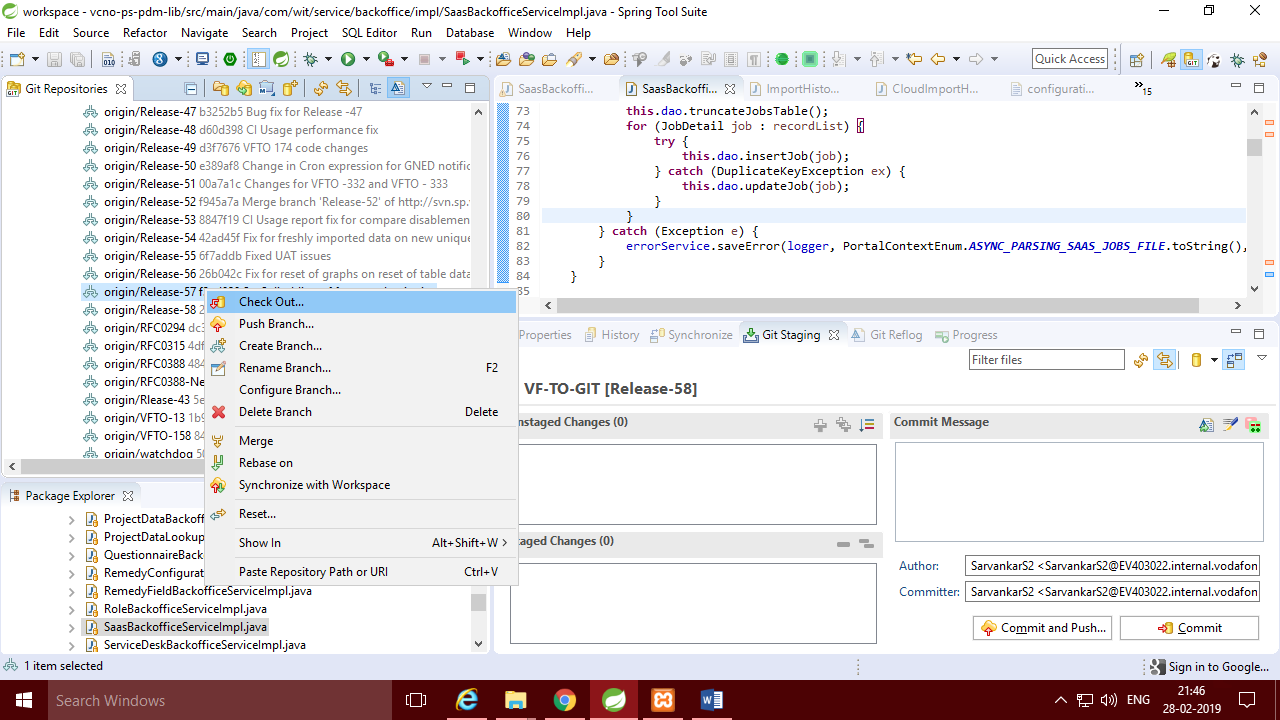 workspace - vcno-ps-pdm-lib/src/main/java/com/wit/service/backoffice/impl/SaasBackofficeServiceImpl.java - Spring Tool Suite
File Edit Source Refactor Navigate Search Project SQL Editor Run Database Window Help
Quick Access
Git Repositories
origin/Release-47 b3252b5 Bug fix for Release -47
origin/Release-48 d60d398 CI Usage performance fix
origin/Release-49 d3f7676 VFTO 174 code changes
origin/Release-50 e389af8 Change in Cron expression for GNED notific
origin/Release-51 00a7a1c Changes for VFTO -332 and VFTO - 333
origin/Release-52 f945a7a Merge branch 'Release-52' of http://svn.sp.
origin/Release-53 8847f19 CI Usage report fix for compare disablemen
origin/Release-54 42ad45f Fix for freshly imported data on new unique
origin/Release-55 6f7addb Fixed UAT issues
origin/Release-56 26b042c Fix for reset of graphs on reset of table data
origin/Release-57
origin/Release-58 2
origin/RFC0294 dc3
origin/RFC0315 4df
origin/RFC0388 484
origin/RFC0388-Ne
origin/Rlease-43 5e
origin/VFTO-13 1b9
origin/VFTO-158 84
origin/watchdog 50
Check Out...
Push Branch...
Create Branch...
Rename Branch... F2
Configure Branch...
Delete Branch Delete
Merge
Rebase on
Synchronize with Workspace
Reset...
Show In Alt+Shift+W
Paste Repository Path or URI Ctrl+V
Package Explorer
ProjectDataBackoff
ProjectDataLookup
QuestionnaireBack
RemedyConfigurat
RemedyFieldBackofficeServiceImpl.java
RoleBackofficeServiceImpl.java
SaasBackofficeServiceImpl.java
ServiceDeskBackofficeServiceImpl.java
SaasBackoffi... SaasBackoffi... ImportHisto... CloudImportH... configurati... 15
73 this.dao.truncateJobsTable();
74 for (JobDetail job : recordList) {
75 try {
76 this.dao.insertJob(job);
77 } catch (DuplicateKeyException ex) {
78 this.dao.updateJob(job);
79 }
80 }
81 } catch (Exception e) {
82 errorService.saveError(logger, PortalContextEnum.ASYNC_PARSING_SAAS_JOBS_FILE.toString(),
83 }
84 }
85
Properties History Synchronize Git Staging Git Reflog Progress
Filter files
VF-TO-GIT [Release-58]
nstaged Changes (0)
taged Changes (0)
Commit Message
Author: SarvankarS2 <SarvankarS2@EV403022.internal.vodafon
Committer: SarvankarS2 <SarvankarS2@EV403022.internal.vodafon
Commit and Push... Commit
1 item selected
Sign in to Google...
Search Windows
ENG
21:46
28-02-2019